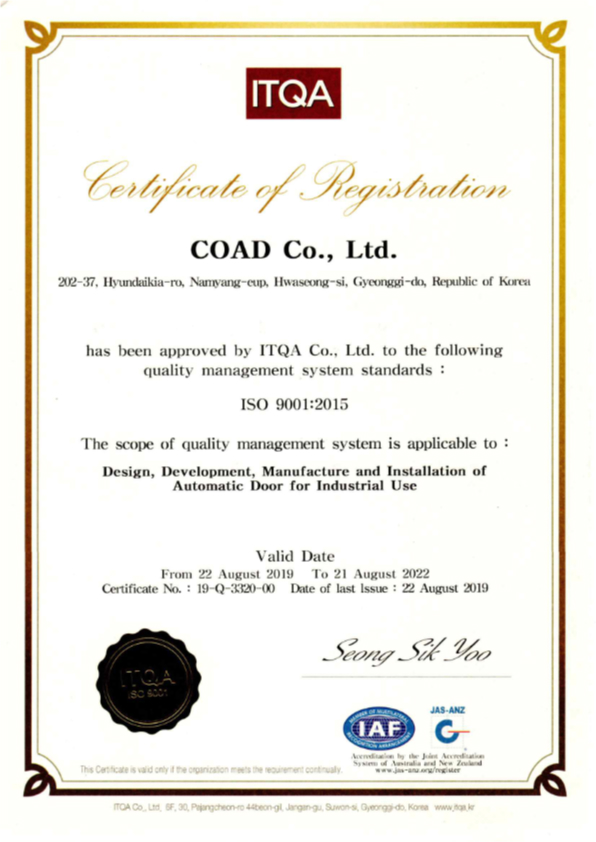 ITQA
Certificate of Registration
COAD Co., Ltd.
202-37, Hyundaikia-ro, Namyang-eup, Hwaseong-si, Gyeonggi-do, Republic of Korea
has been approved by ITQA Co., Ltd. to the following
quality management system standards :
ISO 9001:2015
The scope of quality management system is applicable to :
Design, Development, Manufacture and Installation of
Automatic Door for Industrial Use
Valid Date
From 22 August 2019 To 21 August 2022
Certificate No. : 19-Q-3320-00 Date of last Issue : 22 August 2019
Seong Sik Yoo
ITQA
ISO 9001
JAS-ANZ
MEMBER OF MULTILATERAL
IAF
RECOGNITION ARRANGEMENT
Accreditation by the Joint Accreditation
System of Australia and New Zealand
www.jas-anz.org/register
This Certificate is valid only if the organization meets the requirement continually.
ITQA Co., Ltd, 6F, 30, Pajangcheon-ro 44beon-gil, Jangan-gu, Suwon-si, Gyeonggi-do, Korea www.itqa.kr